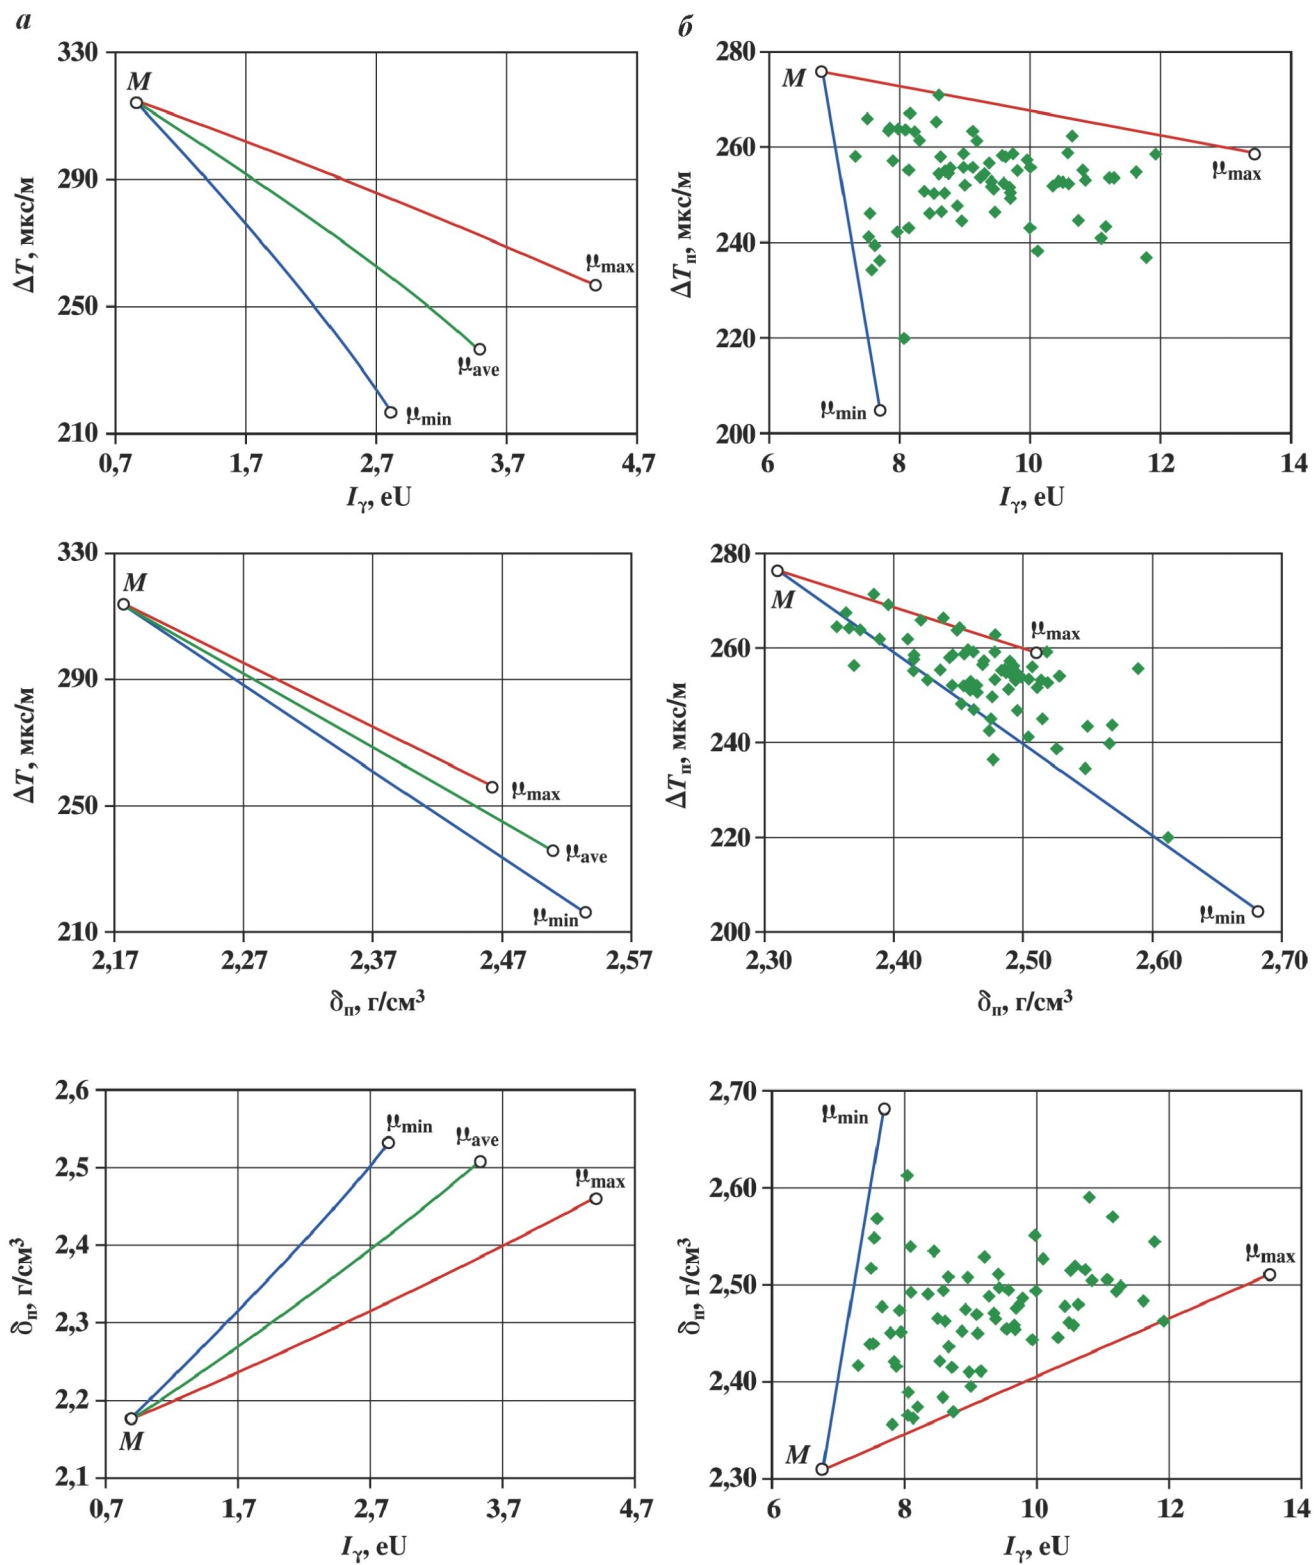 а
330
290
250
210
ΔT, мкс/м
M
μmax
μave
μmin
0,7 1,7 2,7 3,7 4,7
Iγ, eU
б
280
260
240
220
200
ΔTп, мкс/м
M
μmax
μmin
6 8 10 12 14
Iγ, eU
330
290
250
210
ΔT, мкс/м
M
μmax
μave
μmin
2,17 2,27 2,37 2,47 2,57
δп, г/см³
280
260
240
220
200
ΔTп, мкс/м
M
μmax
μmin
2,30 2,40 2,50 2,60 2,70
δп, г/см³
2,6
2,5
2,4
2,3
2,2
2,1
δп, г/см³
μmin
μave
μmax
M
0,7 1,7 2,7 3,7 4,7
Iγ, eU
2,70
2,60
2,50
2,40
2,30
δп, г/см³
μmin
μmax
M
6 8 10 12 14
Iγ, eU